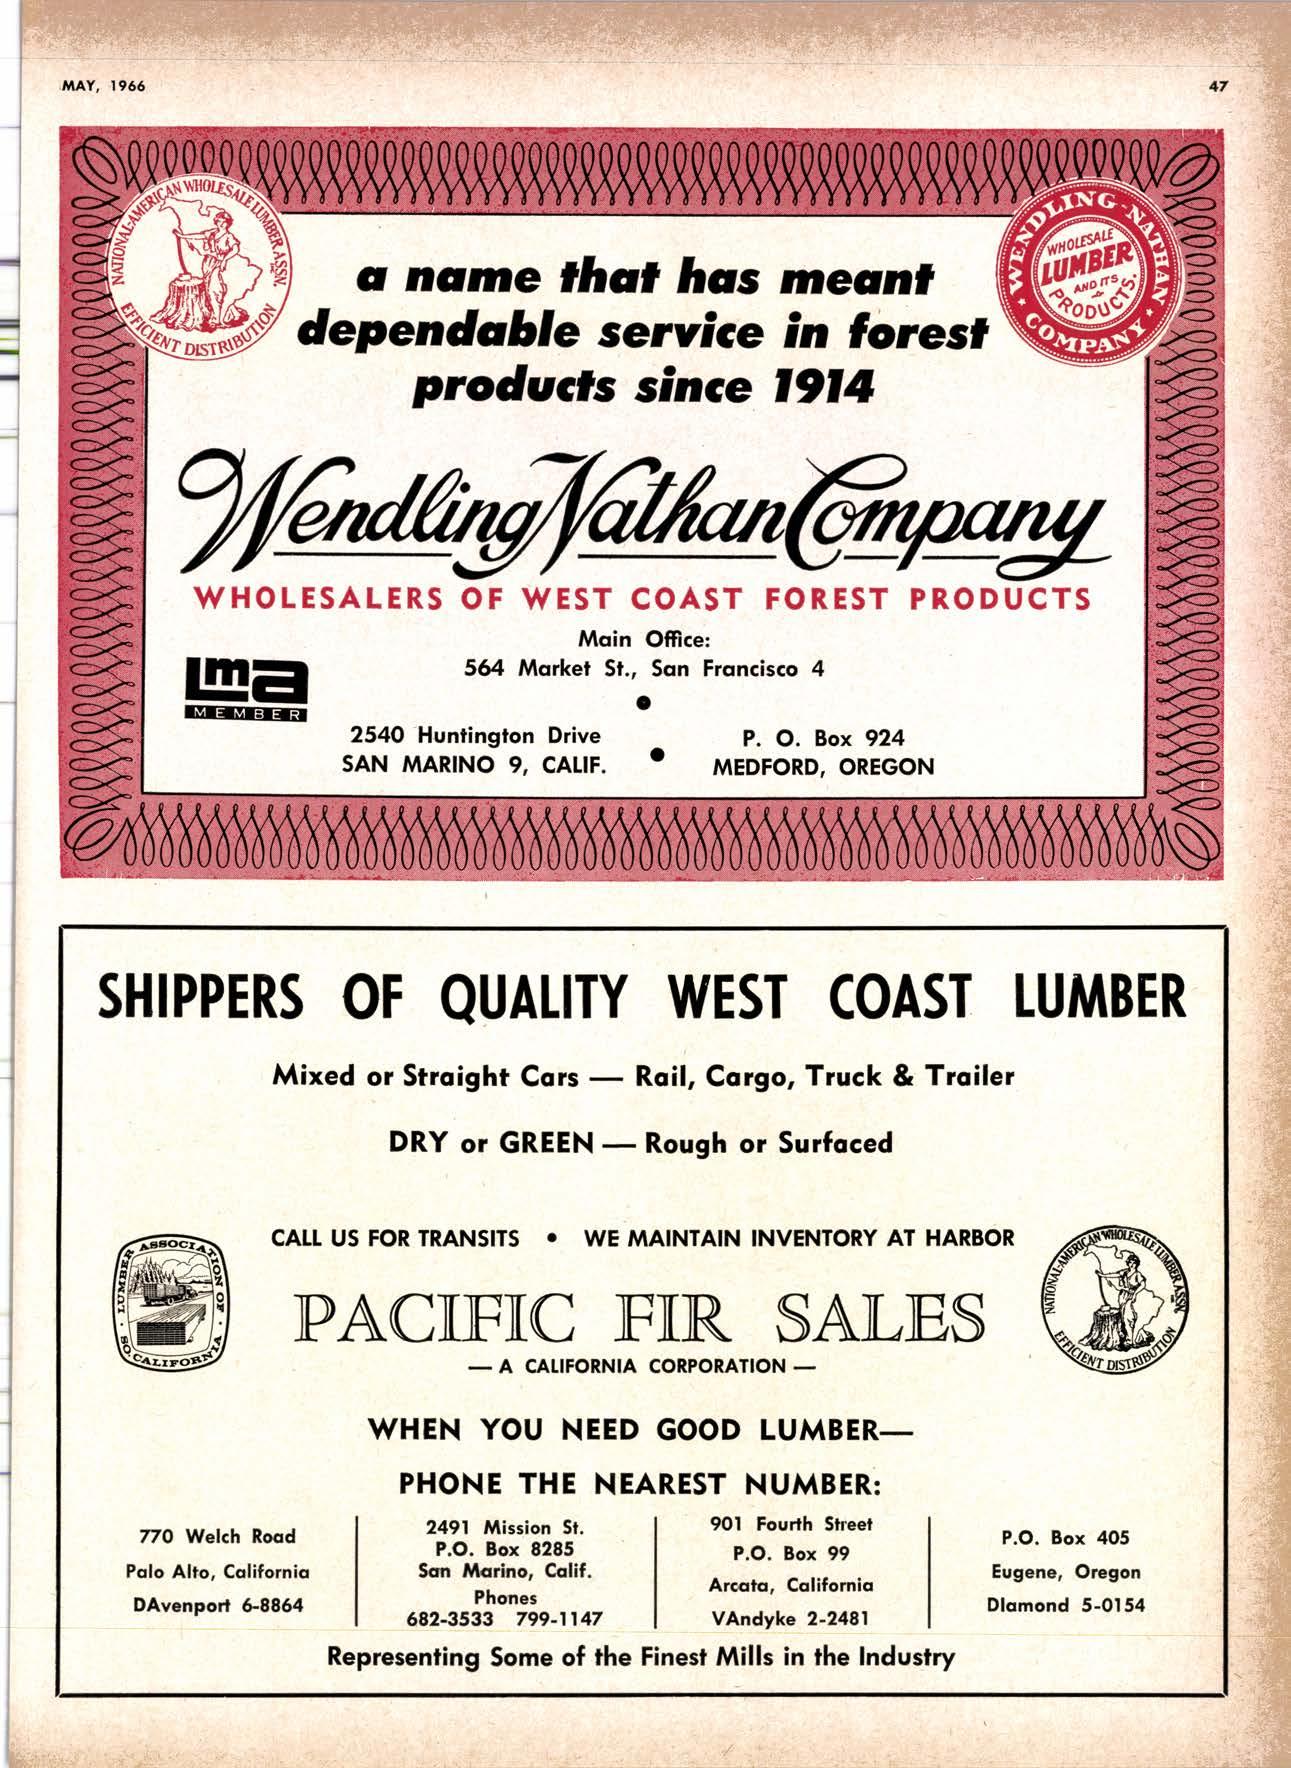 MAY, 1966
47
NATIONAL-AMERICAN WHOLESALE LUMBER ASSN.
EFFICIENT DISTRIBUTION
WENDLING-NATHAN
COMPANY
WHOLESALE
LUMBER
AND ITS
PRODUCTS.
a name that has meant
dependable service in forest
products since 1914
Wendling Nathan Company
WHOLESALERS OF WEST COAST FOREST PRODUCTS
Main Office:
564 Market St., San Francisco 4
Lma
MEMBER
2540 Huntington Drive
SAN MARINO 9, CALIF.
P. O. Box 924
MEDFORD, OREGON
SHIPPERS OF QUALITY WEST COAST LUMBER
Mixed or Straight Cars — Rail, Cargo, Truck & Trailer
DRY or GREEN — Rough or Surfaced
CALL US FOR TRANSITS • WE MAINTAIN INVENTORY AT HARBOR
LUMBER ASSOCIATION OF
SO. CALIFORNIA
PACIFIC FIR SALES
— A CALIFORNIA CORPORATION —
NATIONAL-AMERICAN WHOLESALE LUMBER ASSN.
EFFICIENT DISTRIBUTION
WHEN YOU NEED GOOD LUMBER—
PHONE THE NEAREST NUMBER:
770 Welch Road
Palo Alto, California
DAvenport 6-8864
2491 Mission St.
P.O. Box 8285
San Marino, Calif.
Phones
682-3533 799-1147
901 Fourth Street
P.O. Box 99
Arcata, California
VAndyke 2-2481
P.O. Box 405
Eugene, Oregon
DIamond 5-0154
Representing Some of the Finest Mills in the Industry